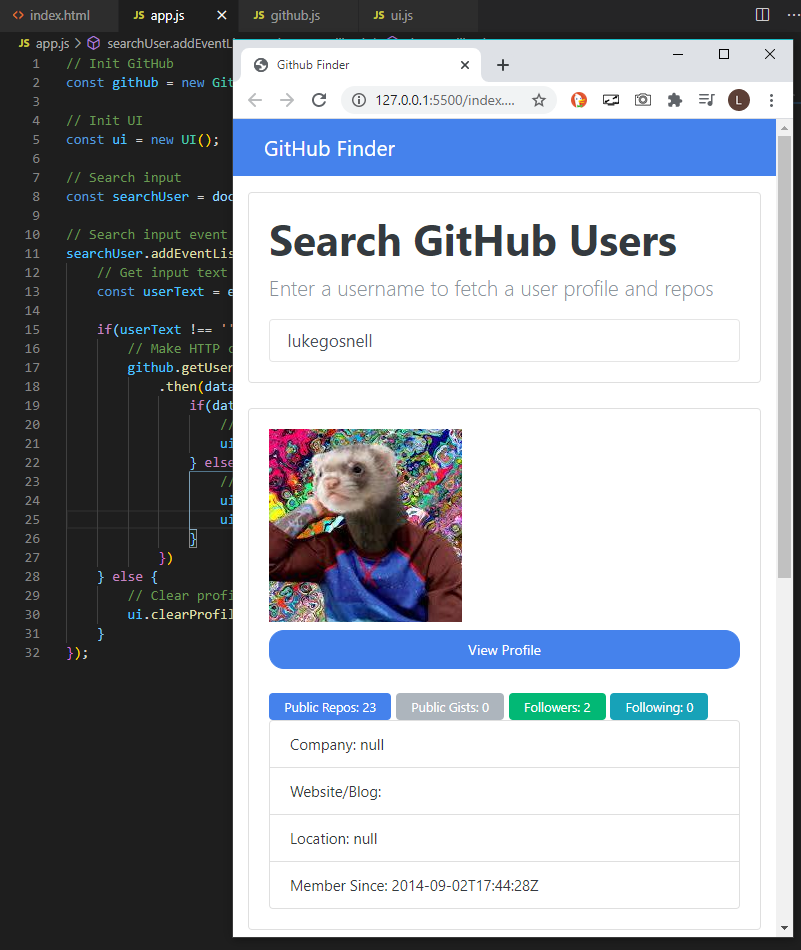 index.html
JS app.js
JS github.js
JS ui.js
JS app.js > searchUser.addEventL
1 // Init GitHub
2 const github = new Git
3
4 // Init UI
5 const ui = new UI();
6
7 // Search input
8 const searchUser = doc
9
10 // Search input event
11 searchUser.addEventLis
12 // Get input text
13 const userText = e
14
15 if(userText !== ''
16 // Make HTTP c
17 github.getUser
18 .then(data
19 if(dat
20 //
21 ui
22 } else
23 //
24 ui
25 ui
26 }
27 })
28 } else {
29 // Clear profi
30 ui.clearProfil
31 }
32 });
Github Finder
127.0.0.1:5500/index....
L
GitHub Finder
Search GitHub Users
Enter a username to fetch a user profile and repos
lukegosnell
View Profile
Public Repos: 23
Public Gists: 0
Followers: 2
Following: 0
Company: null
Website/Blog:
Location: null
Member Since: 2014-09-02T17:44:28Z